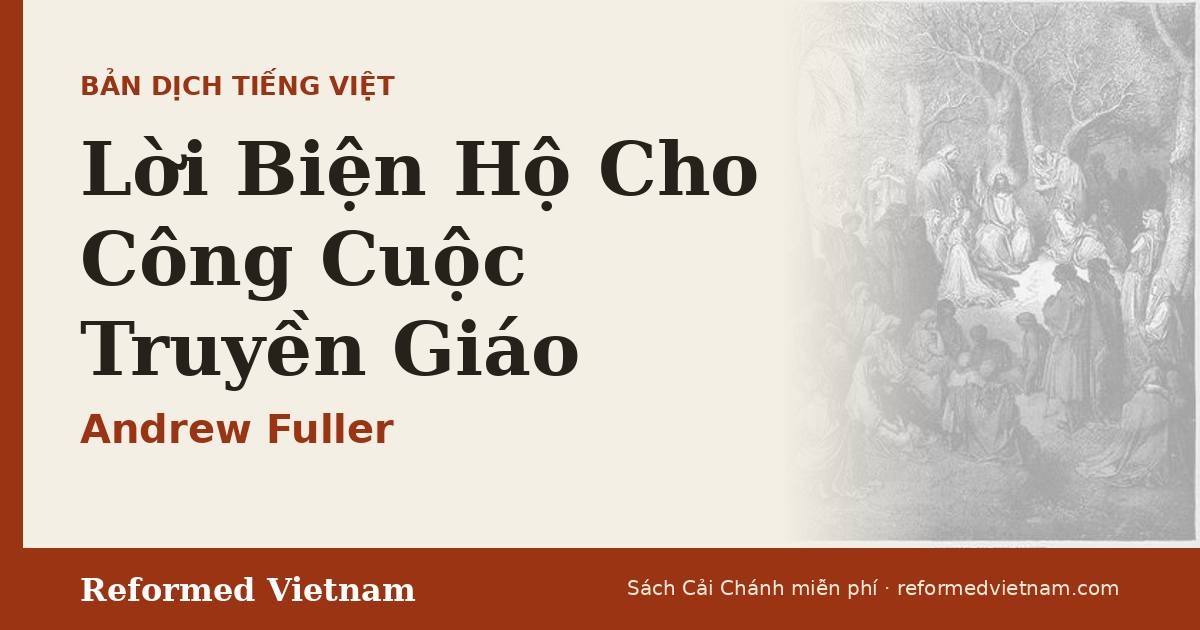 BẢN DỊCH TIẾNG VIỆT
Lời Biện Hộ Cho
Công Cuộc
Truyền Giáo
Andrew Fuller
Reformed Vietnam
Sách Cải Chánh miễn phí · reformedvietnam.com